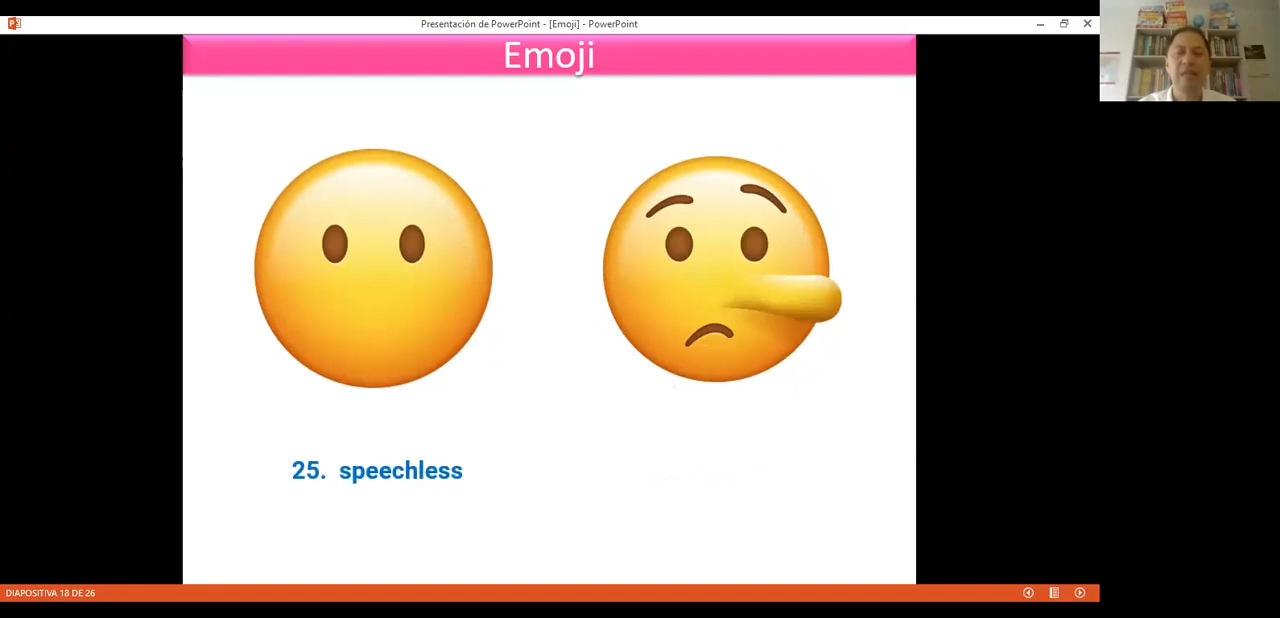 Presentación de PowerPoint - [Emoji] - PowerPoint
Emoji
25. speechless
DIAPOSITIVA 18 DE 26